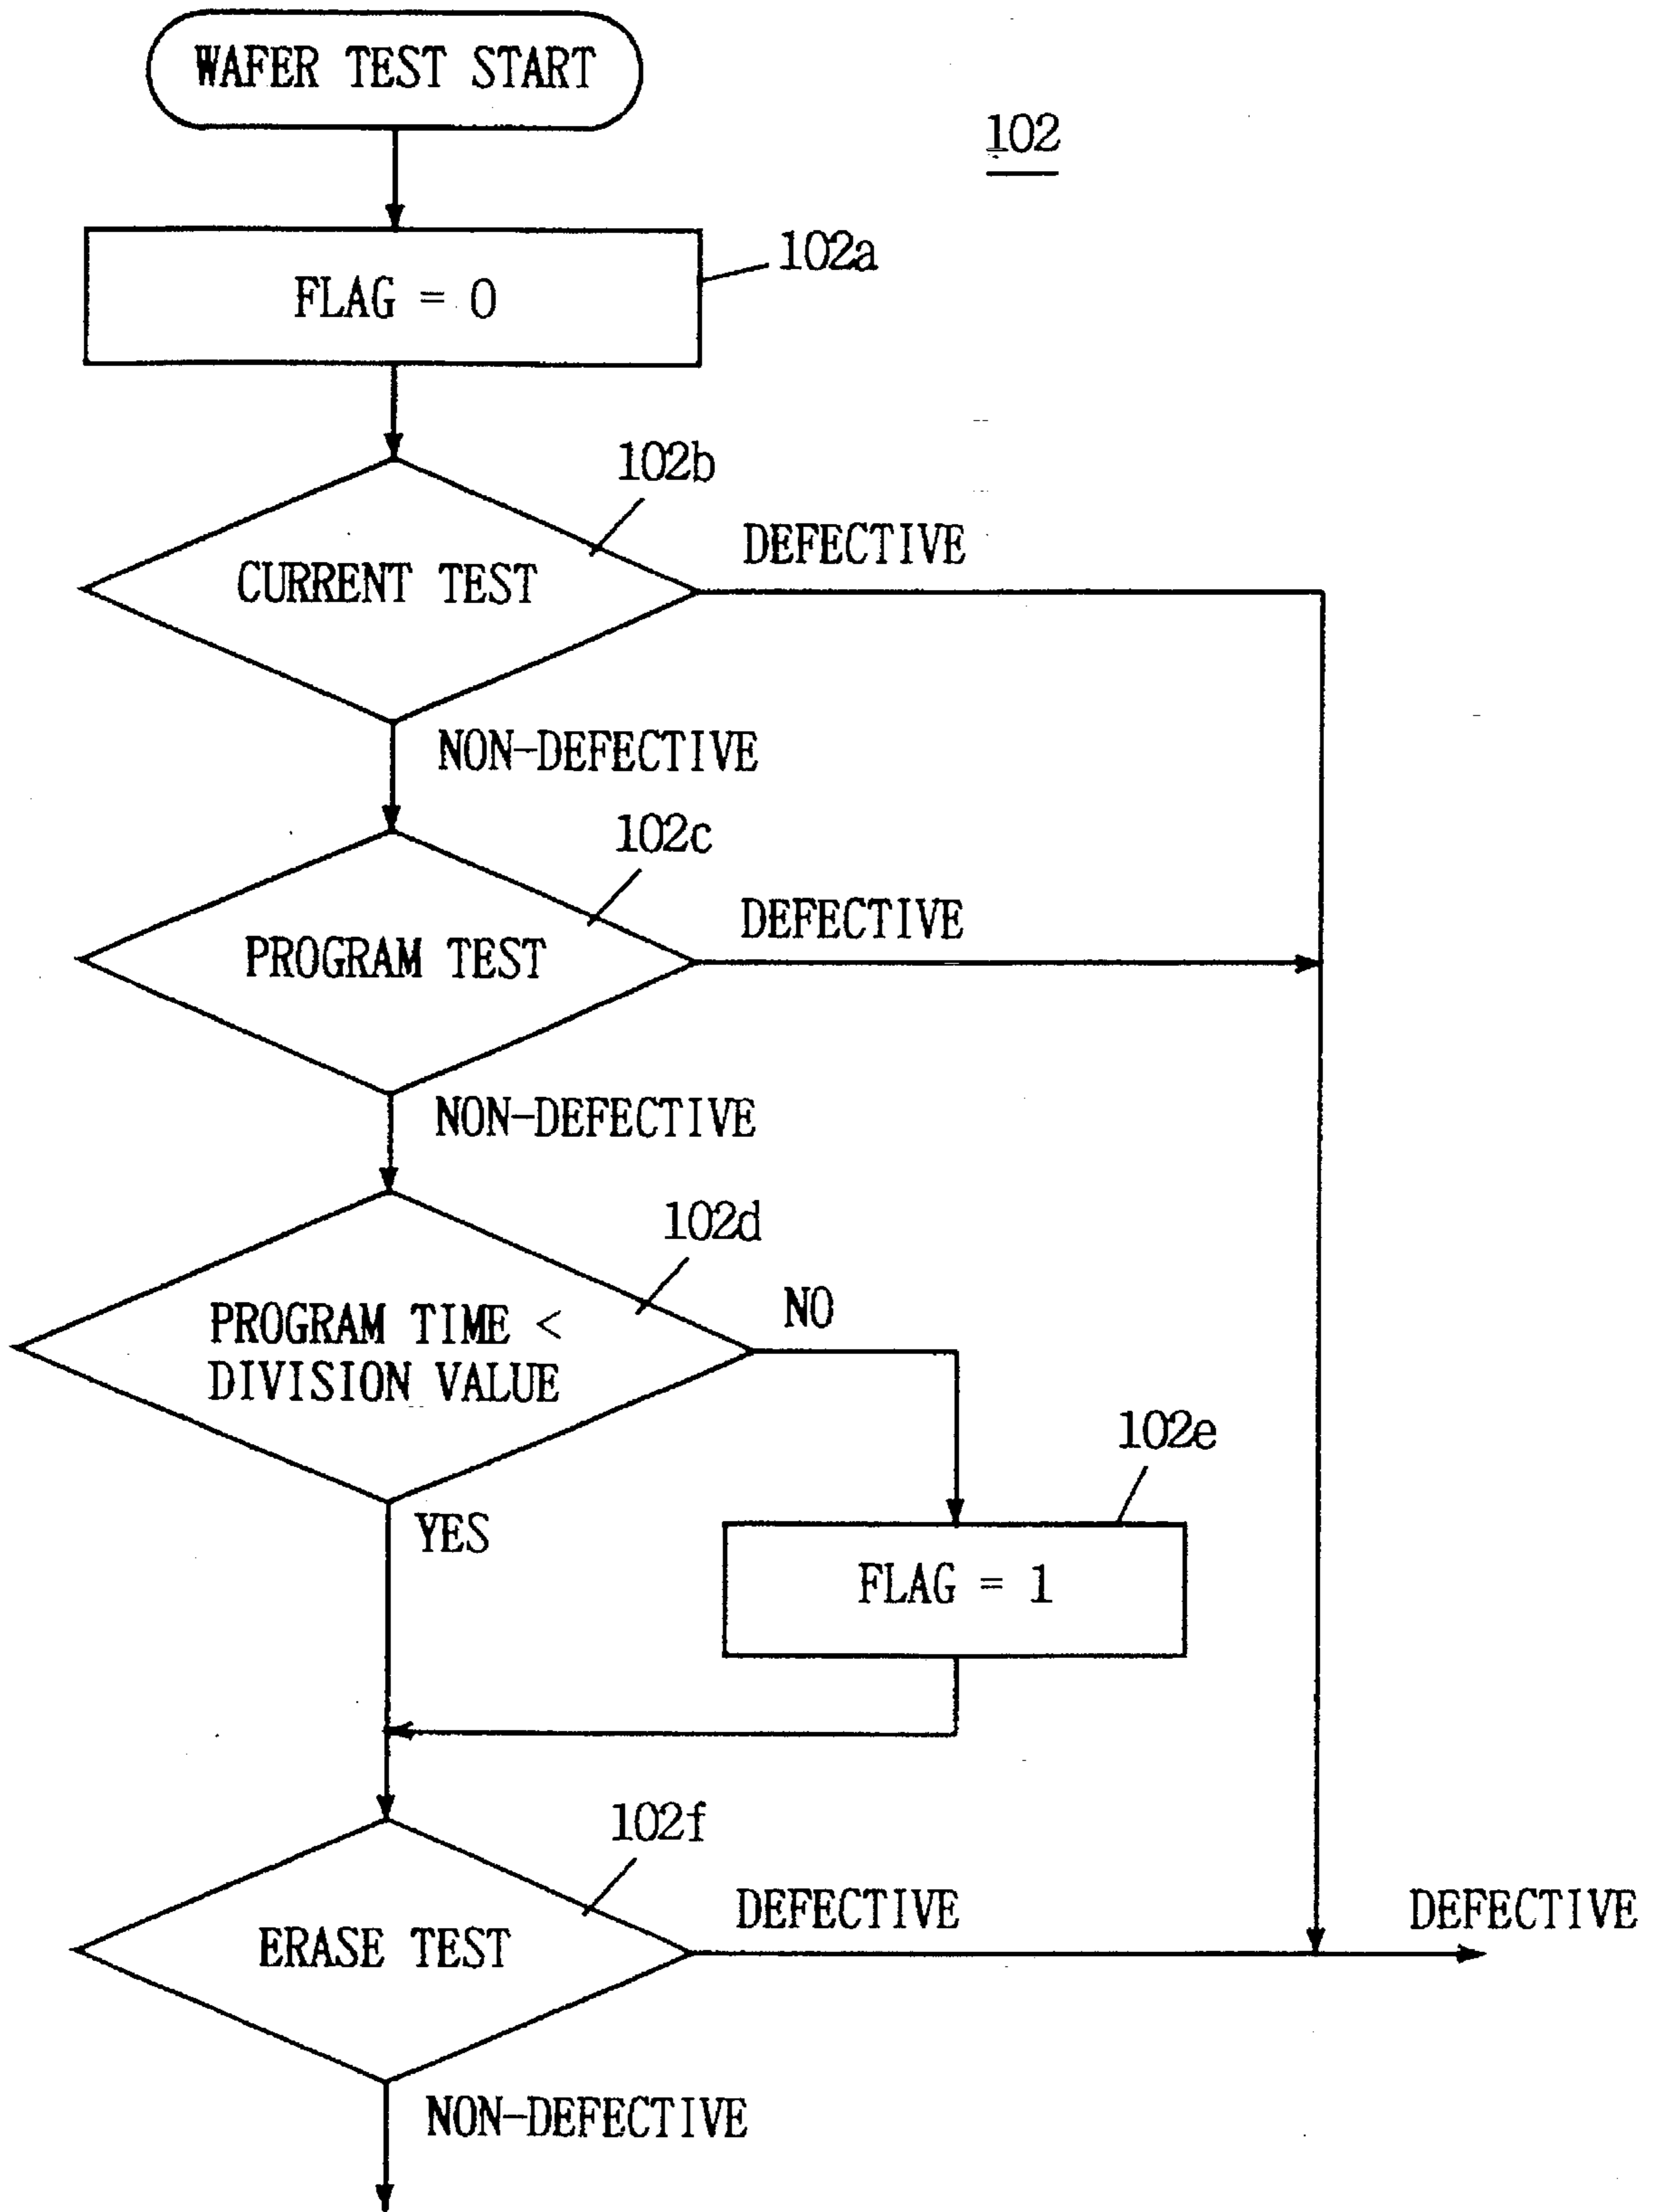 WAFER TEST START
102
102a
FLAG = 0
102b
DEFECTIVE
CURRENT TEST
NON-DEFECTIVE
102c
DEFECTIVE
PROGRAM TEST
NON-DEFECTIVE
102d
NO
PROGRAM TIME <
DIVISION VALUE
102e
YES
FLAG = 1
102f
DEFECTIVE
DEFECTIVE
ERASE TEST
NON-DEFECTIVE